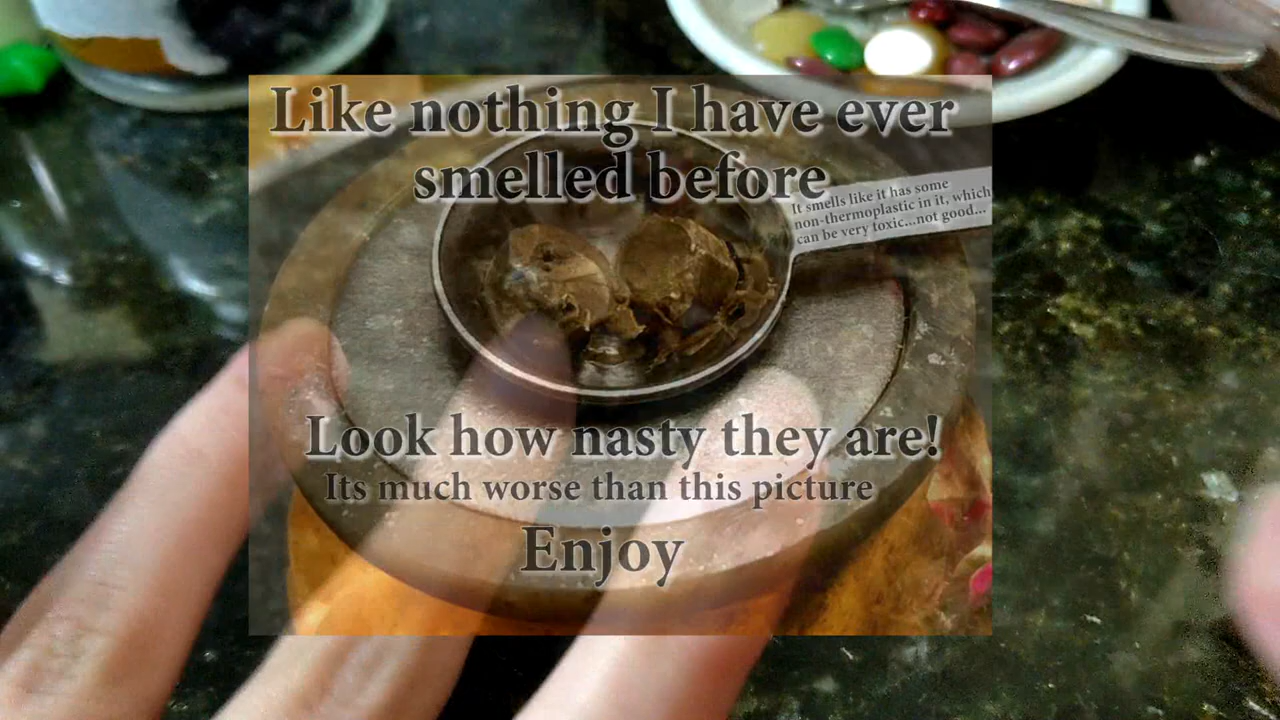 Like nothing I have ever
smelled before
It smells like it has some
non-thermoplastic in it, which
can be very toxic...not good...
Look how nasty they are!
Its much worse than this picture
Enjoy